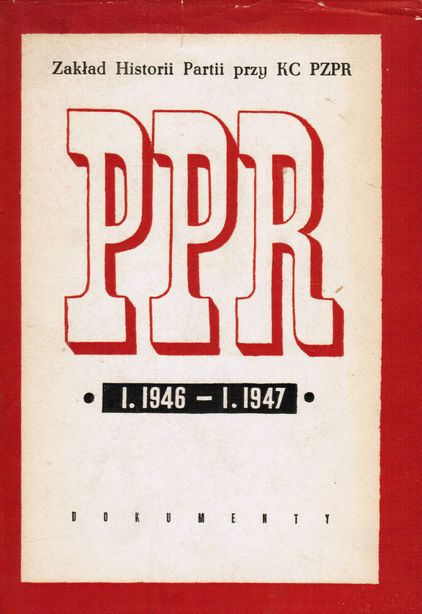 Zakład Historii Partii przy KC PZPR
PPR
• I. 1946 – I. 1947 •
DOKUMENTY